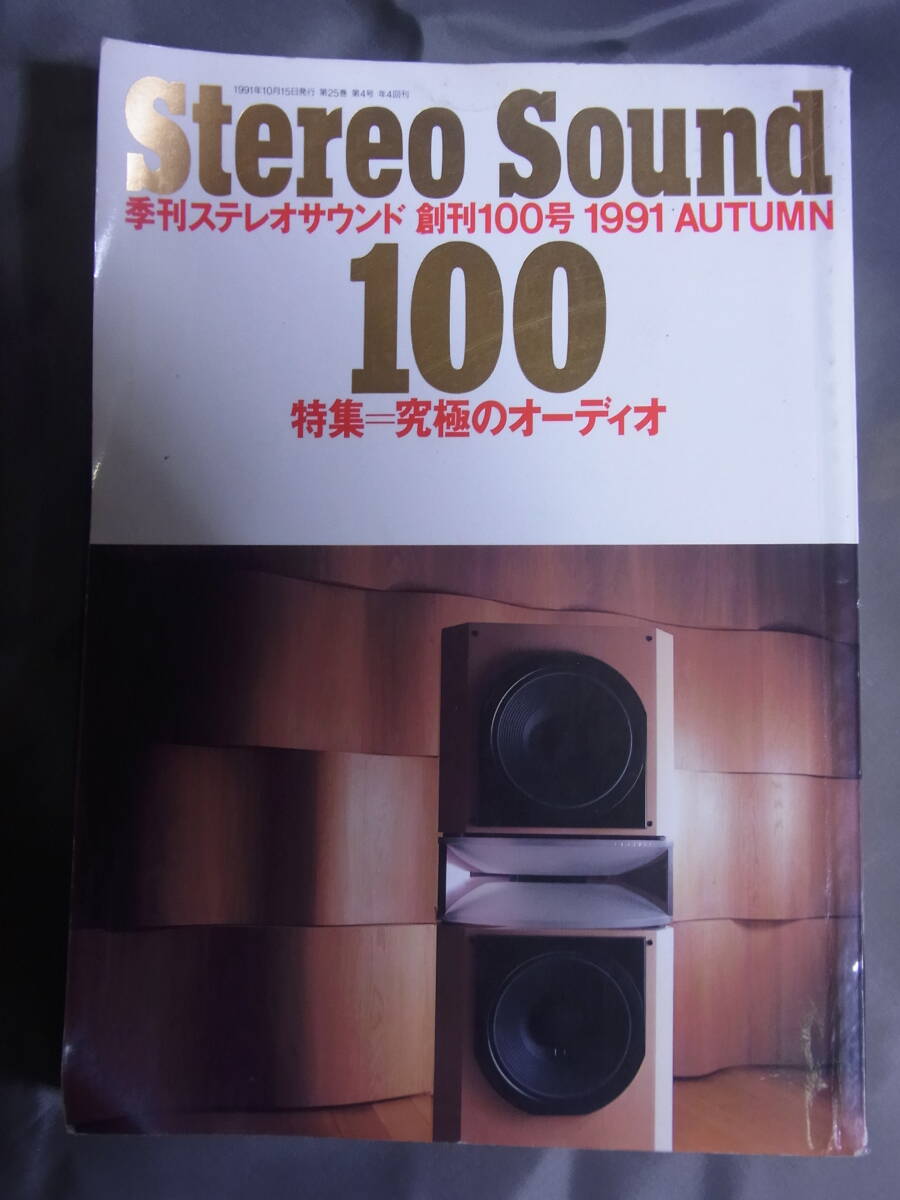 1991年10月15日発行 第25巻 第4号 年4回刊
Stereo Sound
季刊ステレオサウンド 創刊100号 1991 AUTUMN
100
特集=究極のオーディオ